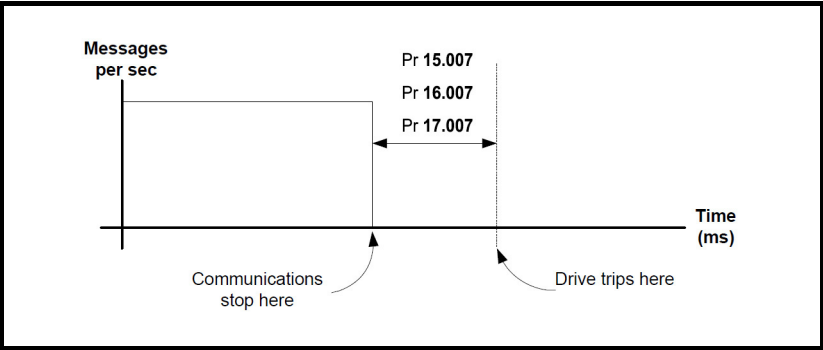 Messages
per sec
Pr 15.007
Pr 16.007
Pr 17.007
Time
(ms)
Communications
stop here
Drive trips here